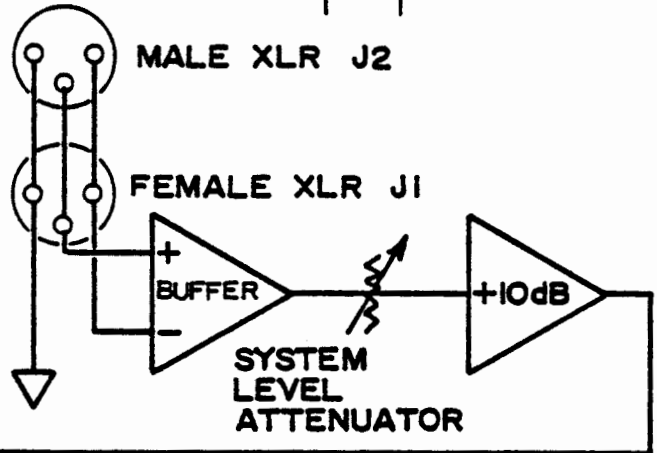 MALE XLR J2
FEMALE XLR J1
+
BUFFER
-
+10dB
SYSTEM
LEVEL
ATTENUATOR